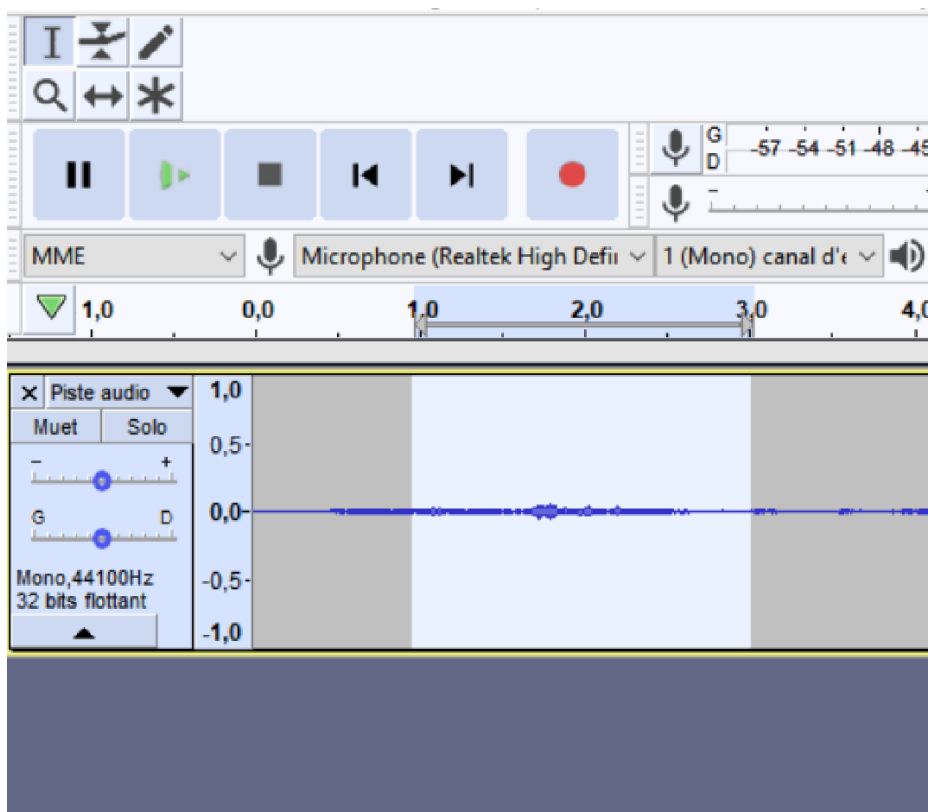 G
D
-57 -54 -51 -48 -45
MME
Microphone (Realtek High Defi
1 (Mono) canal d'
1,0 0,0 1,0 2,0 3,0 4,0
Piste audio
1,0
Muet Solo
0,5
- +
G D
0,0
Mono,44100Hz
32 bits flottant
-0,5
-1,0